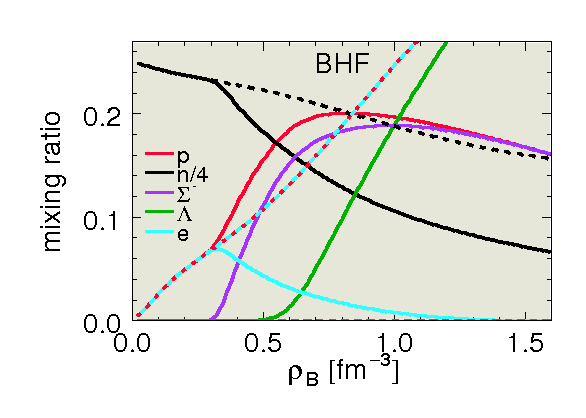 BHF
0.2
0.1
0.0
mixing ratio
p
n/4
Σ⁻
Λ
e
0.0 0.5 1.0 1.5
ρB [fm⁻³]